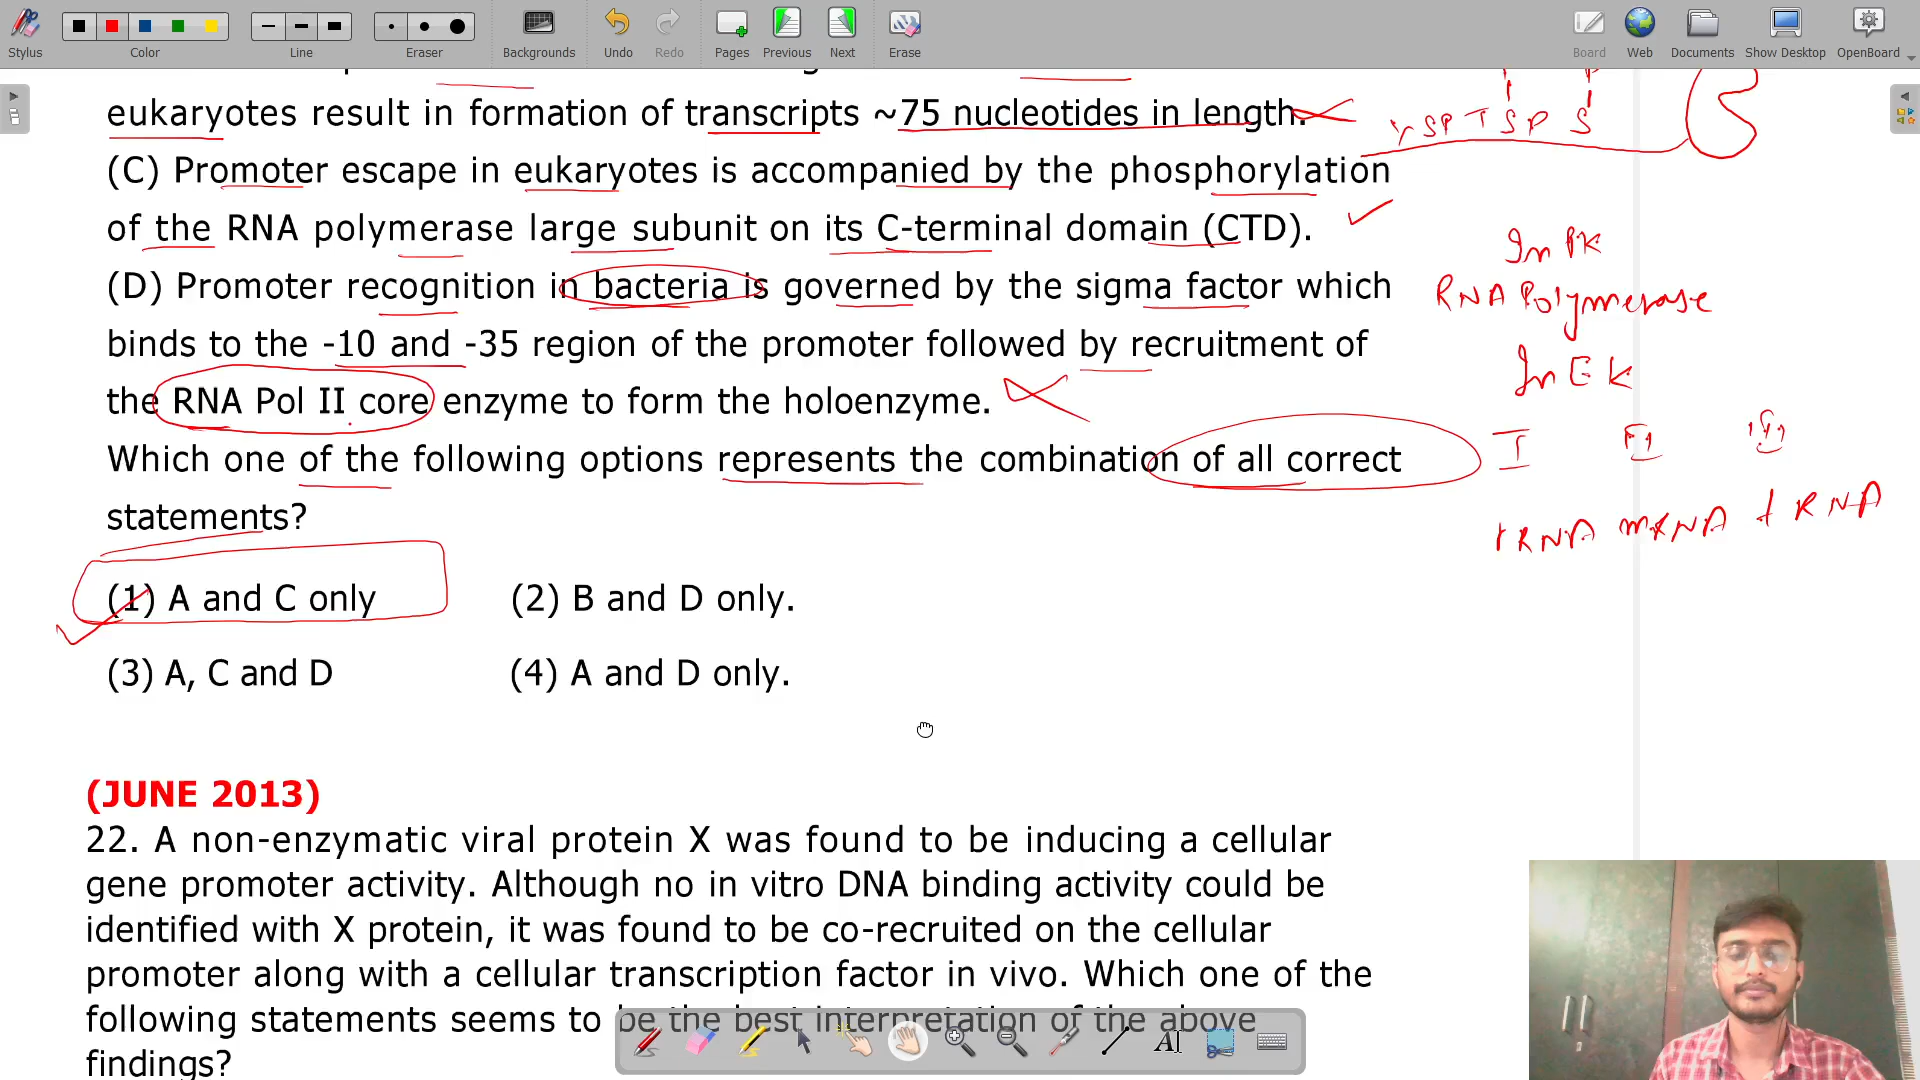 Stylus
Color
Line
Eraser
Backgrounds
Undo
Redo
Pages
Previous
Next
Erase
Board
Web
Documents
Show Desktop
OpenBoard
eukaryotes result in formation of transcripts ~75 nucleotides in length.
YSPTSPS
(C) Promoter escape in eukaryotes is accompanied by the phosphorylation
of the RNA polymerase large subunit on its C-terminal domain (CTD).
In PK
(D) Promoter recognition in bacteria is governed by the sigma factor which
RNA Polymerase
binds to the -10 and -35 region of the promoter followed by recruitment of
In EK
the RNA Pol II core enzyme to form the holoenzyme.
Which one of the following options represents the combination of all correct
I II III
statements?
rRNA mRNA tRNA
(1) A and C only (2) B and D only.
(3) A, C and D (4) A and D only.
(JUNE 2013)
22. A non-enzymatic viral protein X was found to be inducing a cellular
gene promoter activity. Although no in vitro DNA binding activity could be
identified with X protein, it was found to be co-recruited on the cellular
promoter along with a cellular transcription factor in vivo. Which one of the
following statements seems to be the best interpretation of the above
findings?